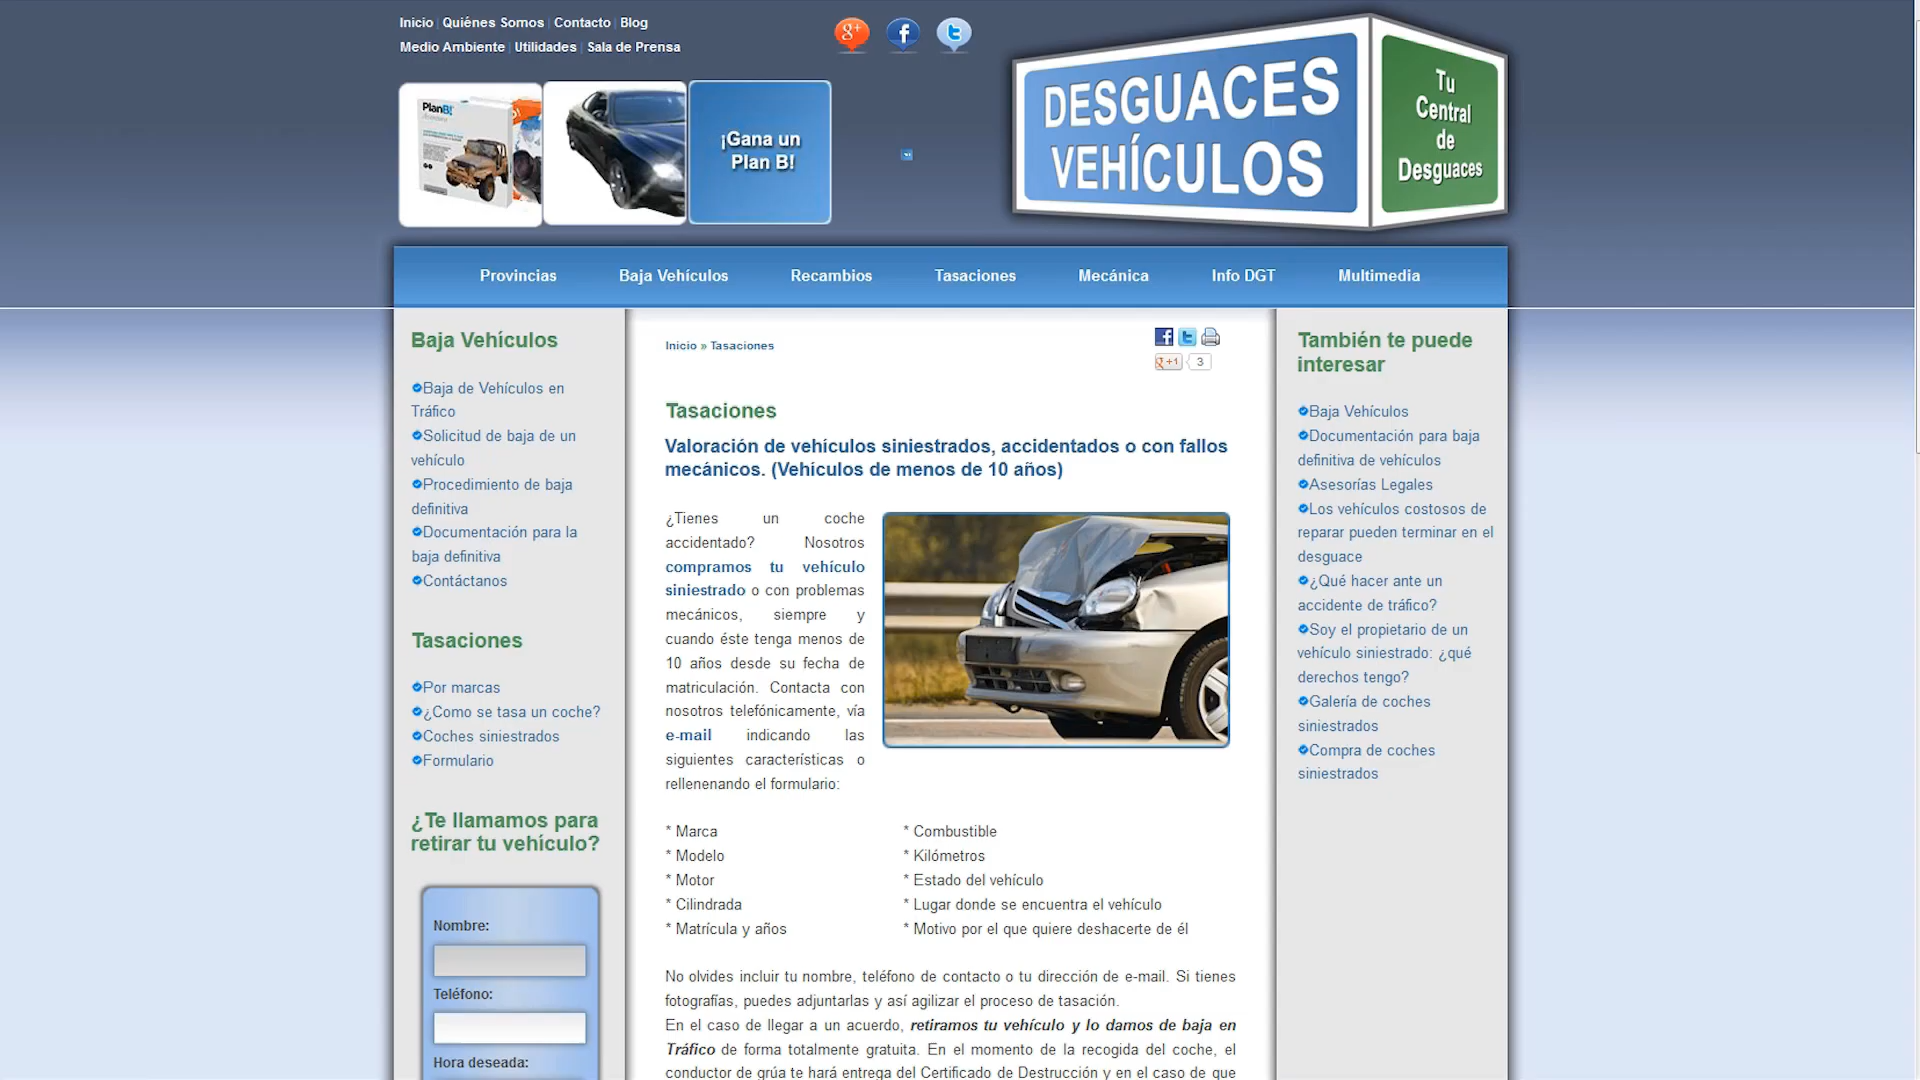 Inicio | Quiénes Somos | Contacto | Blog
Medio Ambiente | Utilidades | Sala de Prensa
PlanB!
¡Gana un
Plan B!
DESGUACES
VEHÍCULOS
Tu
Central
de
Desguaces
Provincias
Baja Vehículos
Recambios
Tasaciones
Mecánica
Info DGT
Multimedia
Baja Vehículos
Baja de Vehículos en
Tráfico
Solicitud de baja de un
vehículo
Procedimiento de baja
definitiva
Documentación para la
baja definitiva
Contáctanos
Tasaciones
Por marcas
¿Como se tasa un coche?
Coches siniestrados
Formulario
¿Te llamamos para
retirar tu vehículo?
Nombre:
Teléfono:
Hora deseada:
Inicio » Tasaciones
+1 3
Tasaciones
Valoración de vehículos siniestrados, accidentados o con fallos
mecánicos. (Vehículos de menos de 10 años)
¿Tienes un coche
accidentado? Nosotros
compramos tu vehículo
siniestrado o con problemas
mecánicos, siempre y
cuando éste tenga menos de
10 años desde su fecha de
matriculación. Contacta con
nosotros telefónicamente, vía
e-mail indicando las
siguientes características o
rellenenando el formulario:
* Marca
* Modelo
* Motor
* Cilindrada
* Matrícula y años
* Combustible
* Kilómetros
* Estado del vehículo
* Lugar donde se encuentra el vehículo
* Motivo por el que quiere deshacerte de él
No olvides incluir tu nombre, teléfono de contacto o tu dirección de e-mail. Si tienes
fotografías, puedes adjuntarlas y así agilizar el proceso de tasación.
En el caso de llegar a un acuerdo, retiramos tu vehículo y lo damos de baja en
Tráfico de forma totalmente gratuita. En el momento de la recogida del coche, el
conductor de grúa te hará entrega del Certificado de Destrucción y en el caso de que
También te puede
interesar
Baja Vehículos
Documentación para baja
definitiva de vehículos
Asesorías Legales
Los vehículos costosos de
reparar pueden terminar en el
desguace
¿Qué hacer ante un
accidente de tráfico?
Soy el propietario de un
vehículo siniestrado: ¿qué
derechos tengo?
Galería de coches
siniestrados
Compra de coches
siniestrados